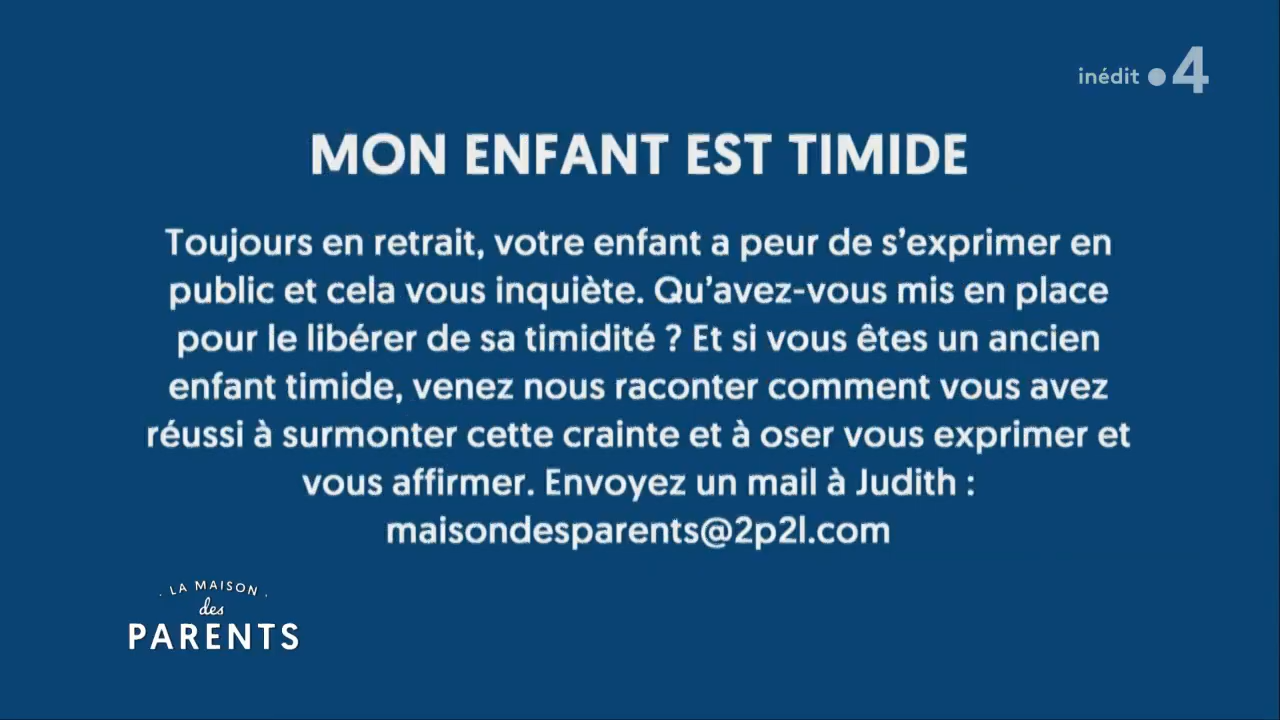 inédit 4
MON ENFANT EST TIMIDE
Toujours en retrait, votre enfant a peur de s’exprimer en
public et cela vous inquiète. Qu’avez-vous mis en place
pour le libérer de sa timidité ? Et si vous êtes un ancien
enfant timide, venez nous raconter comment vous avez
réussi à surmonter cette crainte et à oser vous exprimer et
vous affirmer. Envoyez un mail à Judith :
maisondesparents@2p2l.com
. LA MAISON .
des
PARENTS